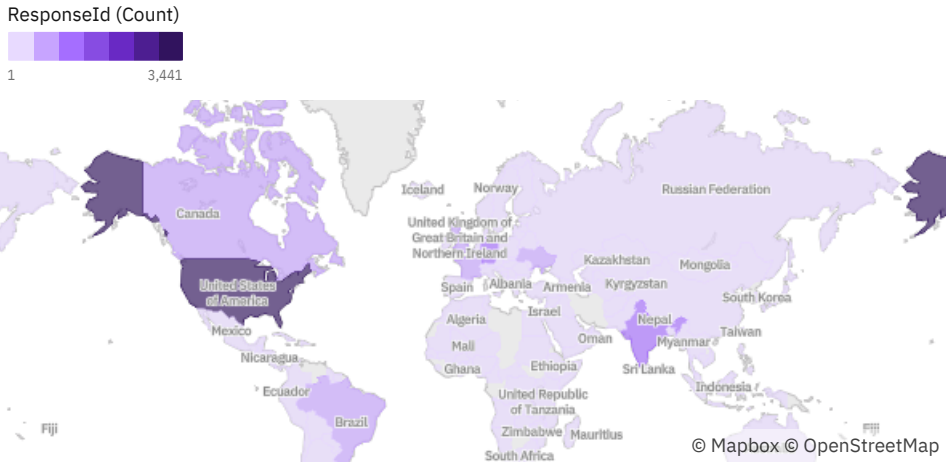 ResponseId (Count)
1
3,441
Iceland
Norway
Russian Federation
Canada
United Kingdom of
Great Britain and
Northern Ireland
Kazakhstan
Mongolia
United States
of America
Spain
Albania
Armenia
Kyrgyzstan
South Korea
Mexico
Algeria
Israel
Nepal
Taiwan
Mali
Oman
Myanmar
Nicaragua
Ghana
Ethiopia
Sri Lanka
Ecuador
United Republic
of Tanzania
Indonesia
Brazil
Fiji
Zimbabwe
Mauritius
Fiji
South Africa
© Mapbox © OpenStreetMap